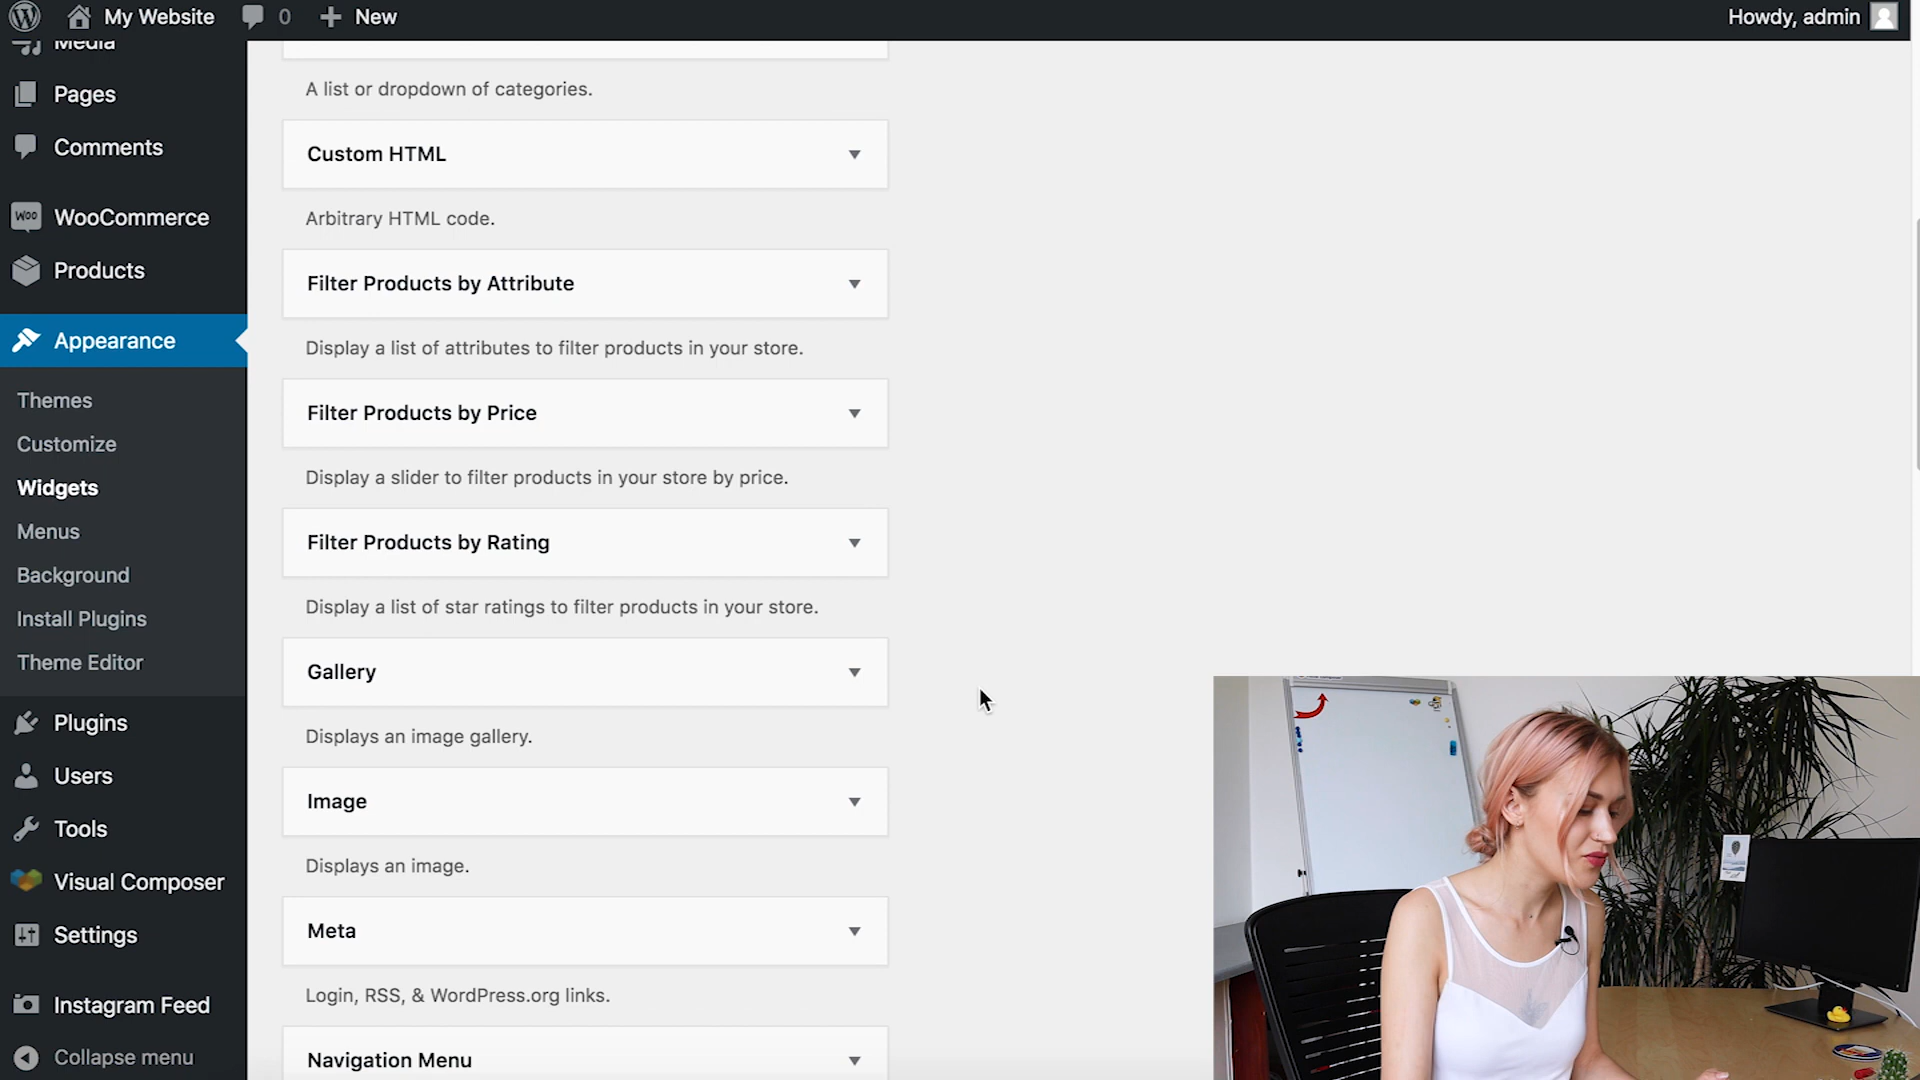 My Website
0
New
Howdy, admin
Media
Pages
Comments
WooCommerce
Products
Appearance
Themes
Customize
Widgets
Menus
Background
Install Plugins
Theme Editor
Plugins
Users
Tools
Visual Composer
Settings
Instagram Feed
Collapse menu
A list or dropdown of categories.
Custom HTML
Arbitrary HTML code.
Filter Products by Attribute
Display a list of attributes to filter products in your store.
Filter Products by Price
Display a slider to filter products in your store by price.
Filter Products by Rating
Display a list of star ratings to filter products in your store.
Gallery
Displays an image gallery.
Image
Displays an image.
Meta
Login, RSS, & WordPress.org links.
Navigation Menu